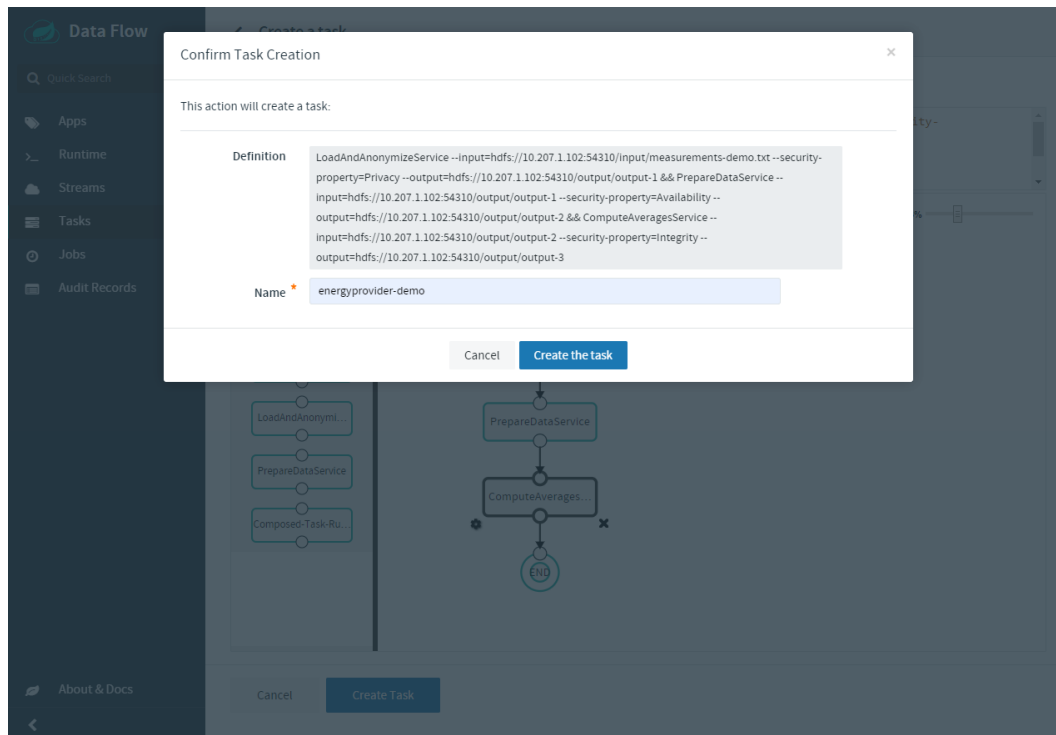 Data Flow
Create a task
Quick Search
Apps
Runtime
Streams
Tasks
Jobs
Audit Records
About & Docs
Confirm Task Creation
×
This action will create a task:
Definition
LoadAndAnonymizeService --input=hdfs://10.207.1.102:54310/input/measurements-demo.txt --security-
property=Privacy --output=hdfs://10.207.1.102:54310/output/output-1 && PrepareDataService --
input=hdfs://10.207.1.102:54310/output/output-1 --security-property=Availability --
output=hdfs://10.207.1.102:54310/output/output-2 && ComputeAveragesService --
input=hdfs://10.207.1.102:54310/output/output-2 --security-property=Integrity --
output=hdfs://10.207.1.102:54310/output/output-3
Name *
energyprovider-demo
Cancel
Create the task
ity-
%
LoadAndAnonymi...
PrepareDataService
Composed-Task-Ru...
PrepareDataService
ComputeAverages...
END
Cancel
Create Task